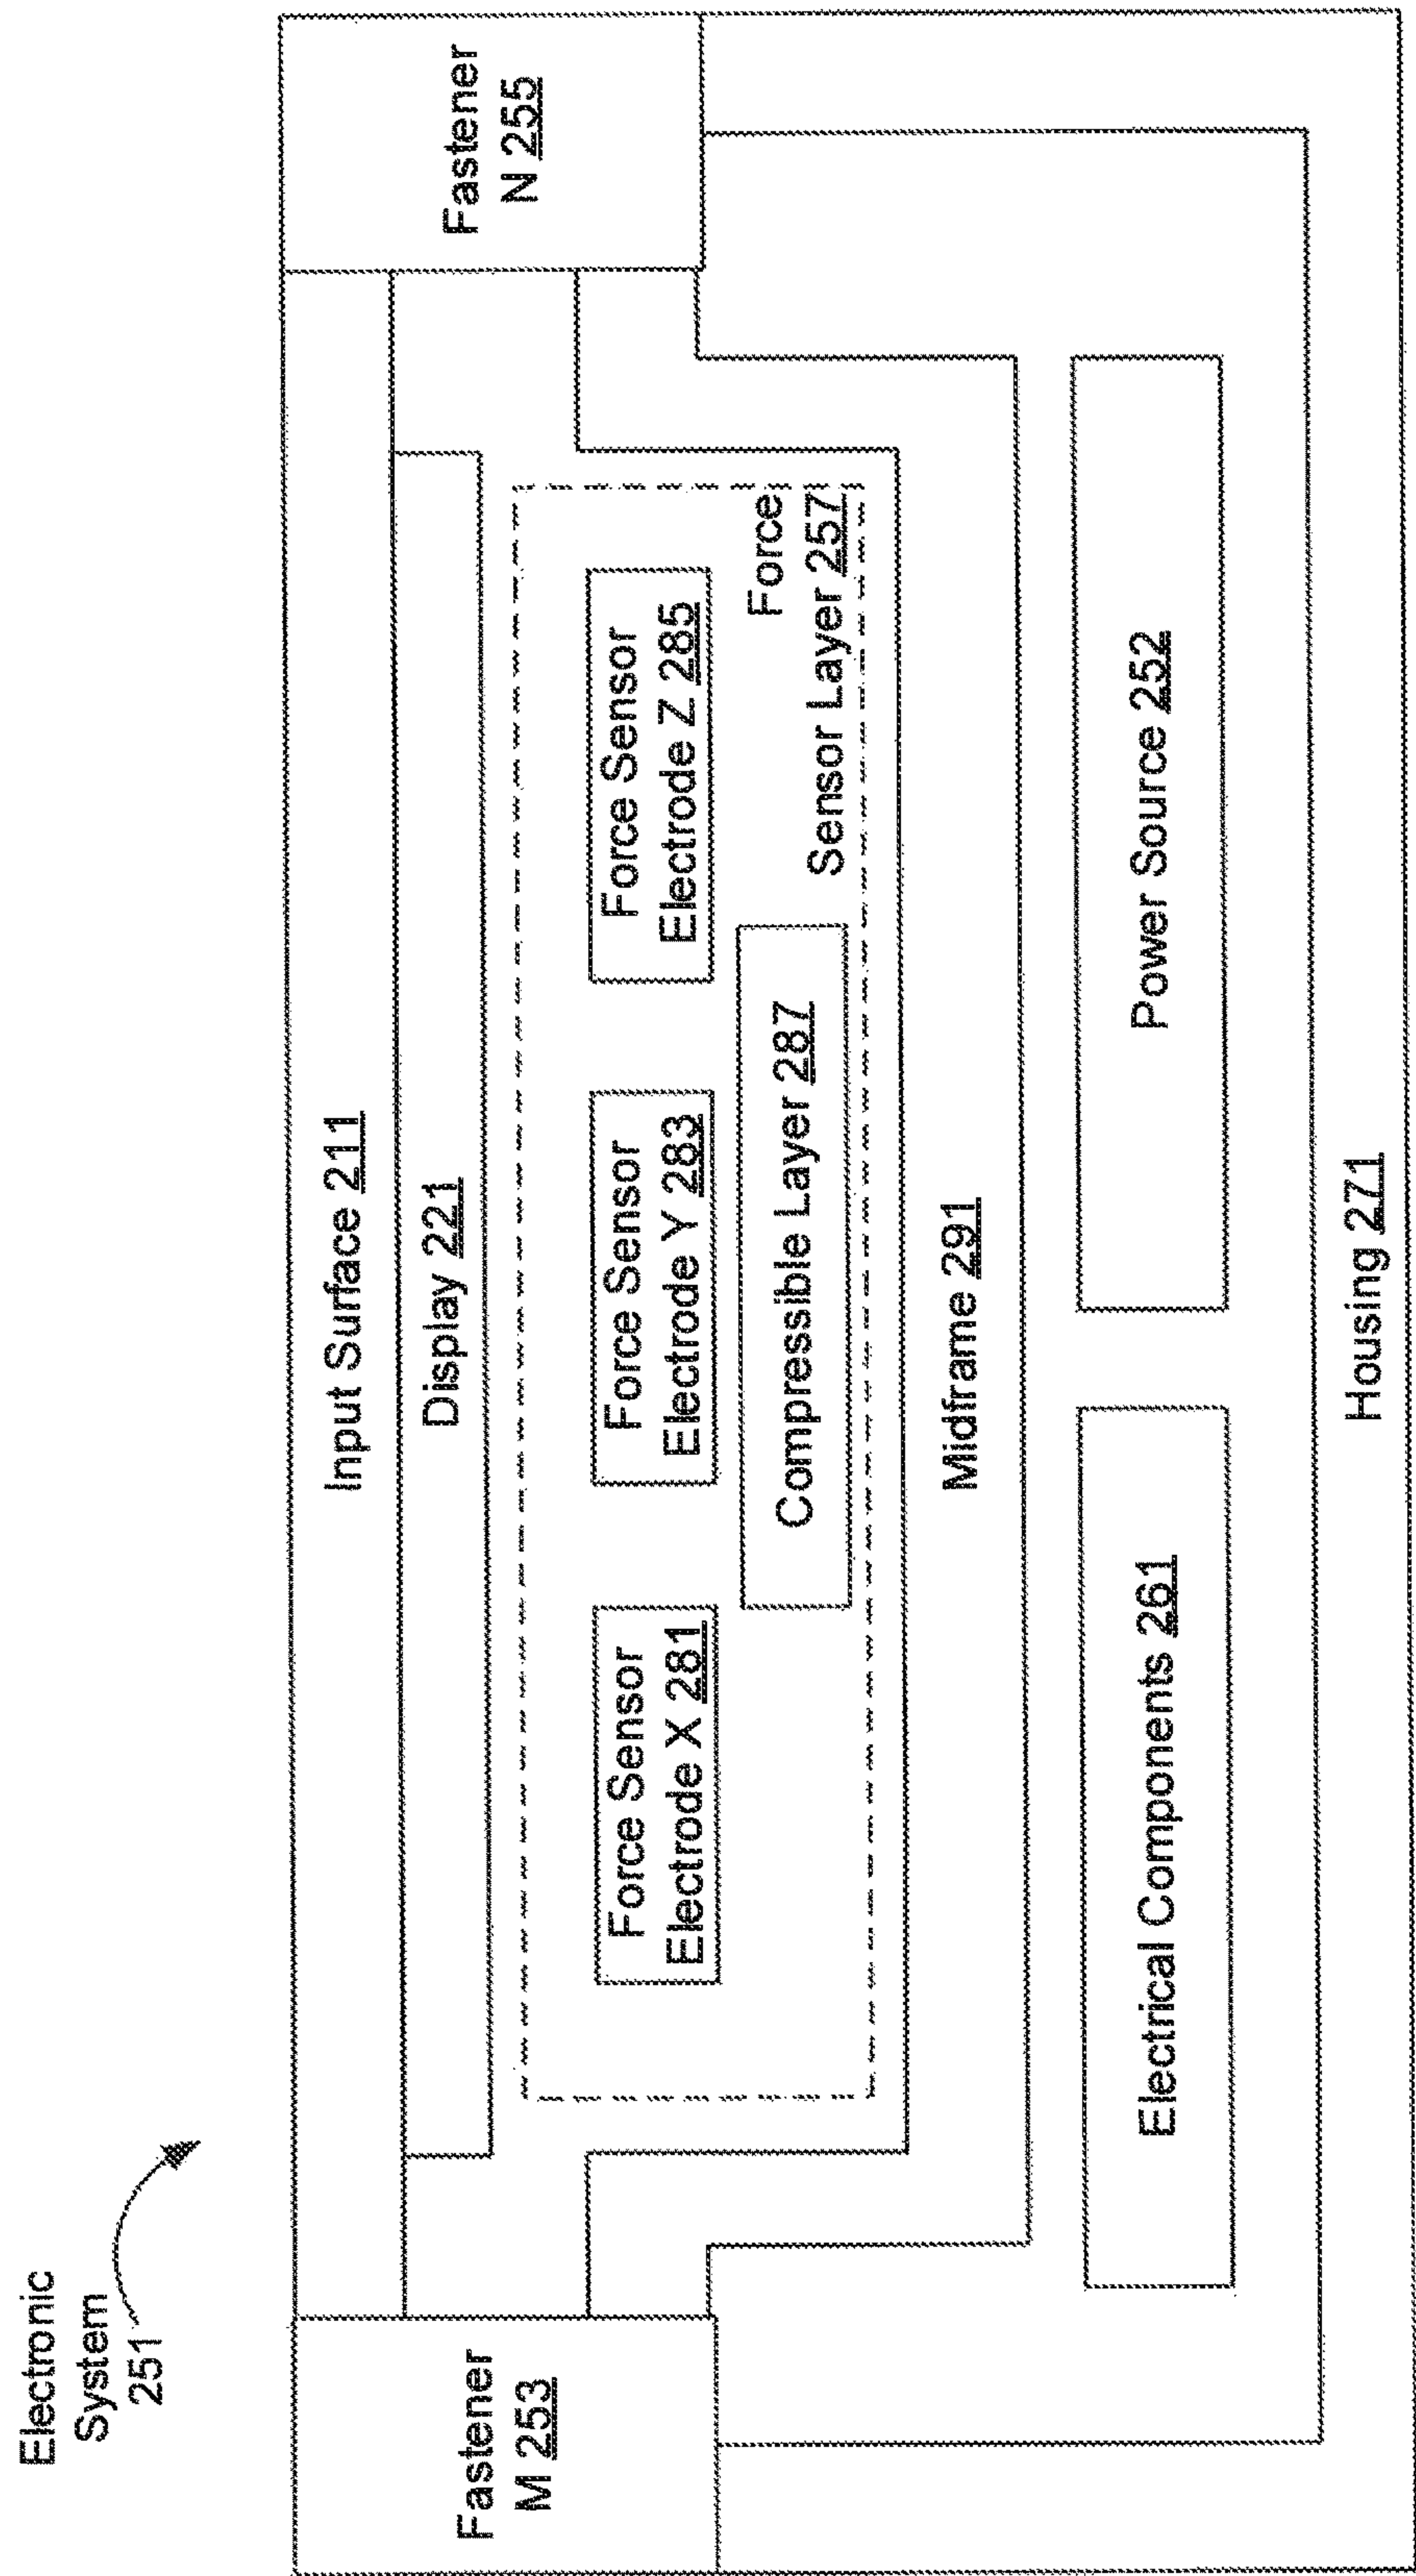 Electronic
System
251
Fastener
M 253
Fastener
N 255
Input Surface 211
Display 221
Force Sensor
Electrode X 281
Force Sensor
Electrode Y 283
Force Sensor
Electrode Z 285
Compressible Layer 287
Force
Sensor Layer 257
Midframe 291
Electrical Components 261
Power Source 252
Housing 271